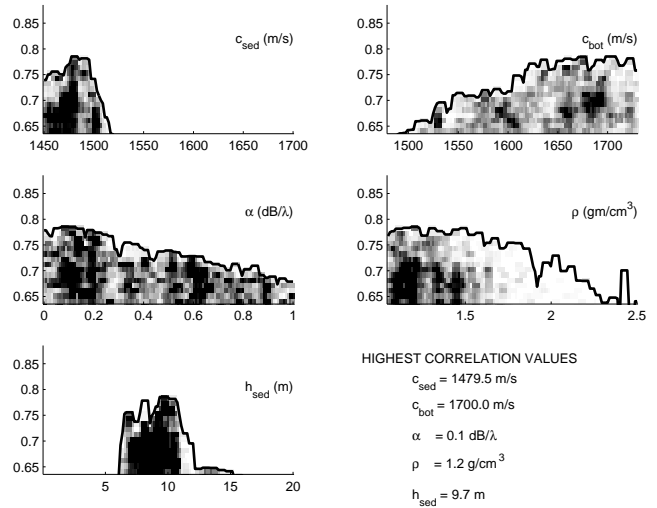 0.85
0.8
0.75
0.7
0.65
c_sed (m/s)
1450 1500 1550 1600 1650 1700
0.85
0.8
0.75
0.7
0.65
c_bot (m/s)
1500 1550 1600 1650 1700
0.85
0.8
0.75
0.7
0.65
α (dB/λ)
0 0.2 0.4 0.6 0.8 1
0.85
0.8
0.75
0.7
0.65
ρ (gm/cm³)
1.5 2 2.5
0.85
0.8
0.75
0.7
0.65
h_sed (m)
5 10 15 20
HIGHEST CORRELATION VALUES
c_sed = 1479.5 m/s
c_bot = 1700.0 m/s
α = 0.1 dB/λ
ρ = 1.2 g/cm³
h_sed = 9.7 m